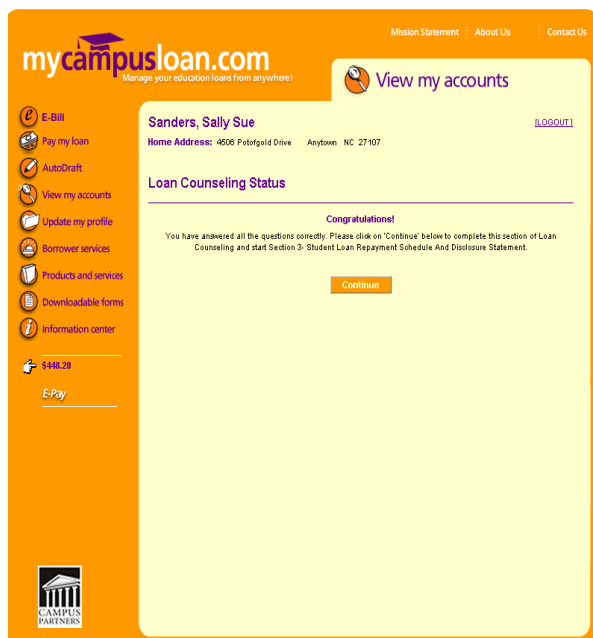 Mission Statement About Us Contact Us
mycampusloan.com
Manage your education loans from anywhere!
View my accounts
E-Bill
Pay my loan
AutoDraft
View my accounts
Update my profile
Borrower services
Products and services
Downloadable forms
Information center
$448.20
E-Pay
CAMPUS
PARTNERS
Sanders, Sally Sue [LOGOUT]
Home Address: 4506 Potofgold Drive Anytown NC 27107
Loan Counseling Status
Congratulations!
You have answered all the questions correctly. Please click on 'Continue' below to complete this section of Loan
Counseling and start Section 3- Student Loan Repayment Schedule And Disclosure Statement.
Continue